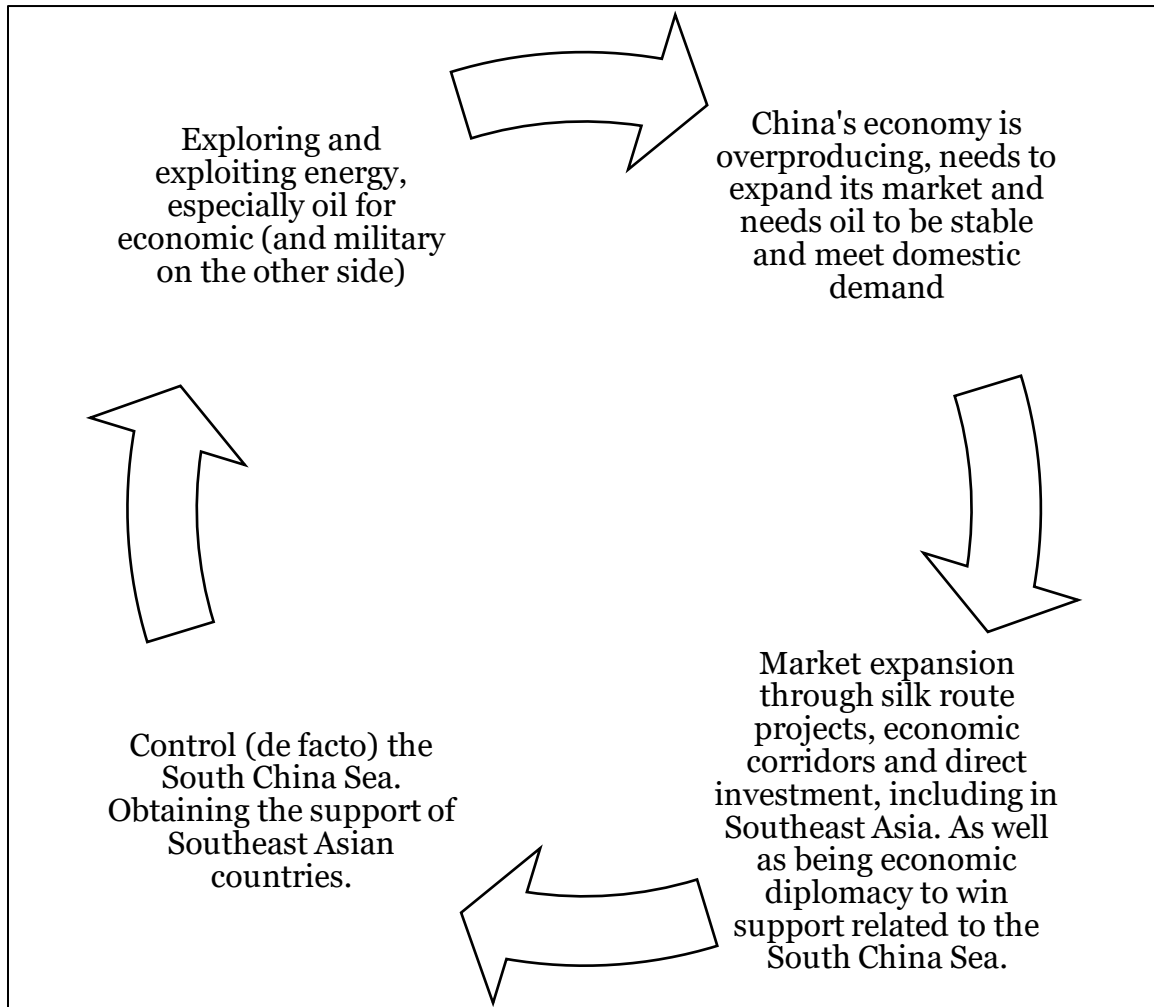 Exploring and
exploiting energy,
especially oil for
economic (and military
on the other side)
China's economy is
overproducing, needs to
expand its market and
needs oil to be stable
and meet domestic
demand
Market expansion
through silk route
projects, economic
corridors and direct
investment, including in
Southeast Asia. As well
as being economic
diplomacy to win
support related to the
South China Sea.
Control (de facto) the
South China Sea.
Obtaining the support of
Southeast Asian
countries.